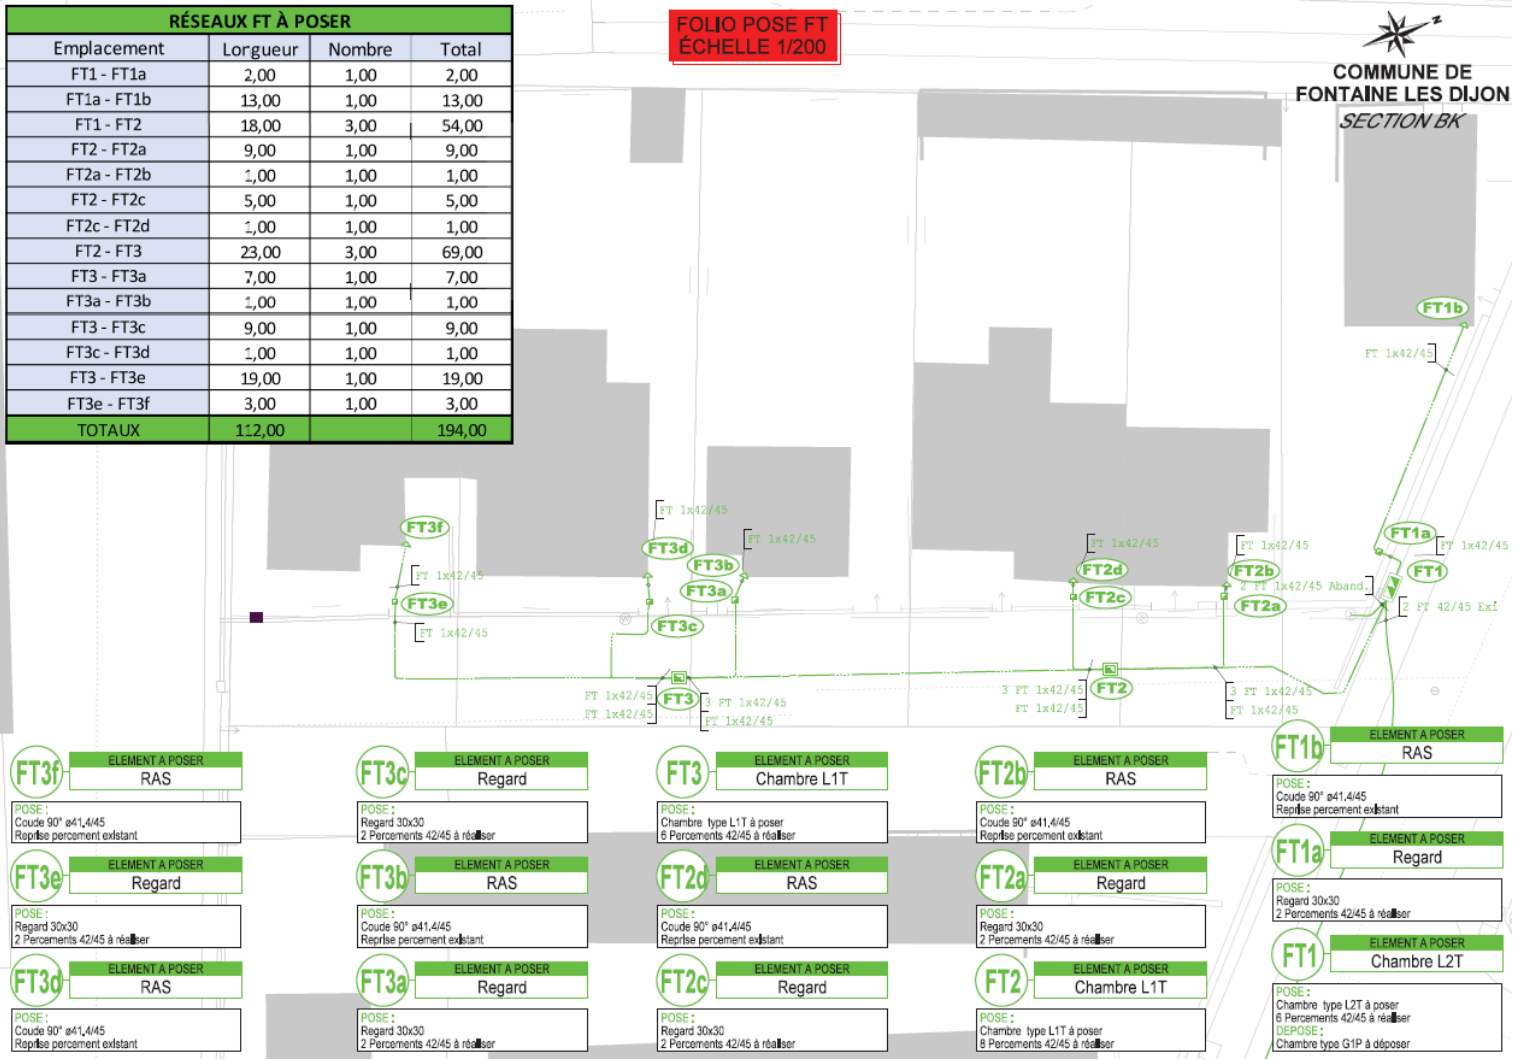 RÉSEAUX FT À POSER
Emplacement Longueur Nombre Total
FT1 - FT1a 2,00 1,00 2,00
FT1a - FT1b 13,00 1,00 13,00
FT1 - FT2 18,00 3,00 54,00
FT2 - FT2a 9,00 1,00 9,00
FT2a - FT2b 1,00 1,00 1,00
FT2 - FT2c 5,00 1,00 5,00
FT2c - FT2d 1,00 1,00 1,00
FT2 - FT3 23,00 3,00 69,00
FT3 - FT3a 7,00 1,00 7,00
FT3a - FT3b 1,00 1,00 1,00
FT3 - FT3c 9,00 1,00 9,00
FT3c - FT3d 1,00 1,00 1,00
FT3 - FT3e 19,00 1,00 19,00
FT3e - FT3f 3,00 1,00 3,00
TOTAUX 112,00 194,00
FOLIO POSE FT
ÉCHELLE 1/200
Z
COMMUNE DE
FONTAINE LES DIJON
SECTION BK
FT1b
FT 1x42/45
FT3f
FT 1x42/45
FT3e
FT 1x42/45
FT 1x42/45
FT3d
FT 1x42/45
FT3b
FT3a
FT3c
W
FT 1x42/45
FT 1x42/45
FT3
3 FT 1x42/45
FT 1x42/45
FT 1x42/45
FT2d
FT2c
W
3 FT 1x42/45
FT 1x42/45
FT2
FT 1x42/45
FT2b
2 FT 1x42/45 Aband.
FT2a
3 FT 1x42/45
FT 1x42/45
FT1a
FT 1x42/45
FT1
2 FT 42/45 Exi
FT3f
ELEMENT A POSER
RAS
POSE :
Coude 90° ø41.4/45
Reprise percement existant
FT3e
ELEMENT A POSER
Regard
POSE :
Regard 30x30
2 Percements 42/45 à réaliser
FT3d
ELEMENT A POSER
RAS
POSE :
Coude 90° ø41.4/45
Reprise percement existant
FT3c
ELEMENT A POSER
Regard
POSE :
Regard 30x30
2 Percements 42/45 à réaliser
FT3b
ELEMENT A POSER
RAS
POSE :
Coude 90° ø41.4/45
Reprise percement existant
FT3a
ELEMENT A POSER
Regard
POSE :
Regard 30x30
2 Percements 42/45 à réaliser
FT3
ELEMENT A POSER
Chambre L1T
POSE :
Chambre type L1T à poser
6 Percements 42/45 à réaliser
FT2d
ELEMENT A POSER
RAS
POSE :
Coude 90° ø41.4/45
Reprise percement existant
FT2c
ELEMENT A POSER
Regard
POSE :
Regard 30x30
2 Percements 42/45 à réaliser
FT2b
ELEMENT A POSER
RAS
POSE :
Coude 90° ø41.4/45
Reprise percement existant
FT2a
ELEMENT A POSER
Regard
POSE :
Regard 30x30
2 Percements 42/45 à réaliser
FT2
ELEMENT A POSER
Chambre L1T
POSE :
Chambre type L1T à poser
8 Percements 42/45 à réaliser
FT1b
ELEMENT A POSER
RAS
POSE :
Coude 90° ø41.4/45
Reprise percement existant
FT1a
ELEMENT A POSER
Regard
POSE :
Regard 30x30
2 Percements 42/45 à réaliser
FT1
ELEMENT A POSER
Chambre L2T
POSE :
Chambre type L2T à poser
6 Percements 42/45 à réaliser
DEPOSE :
Chambre type G1P à déposer